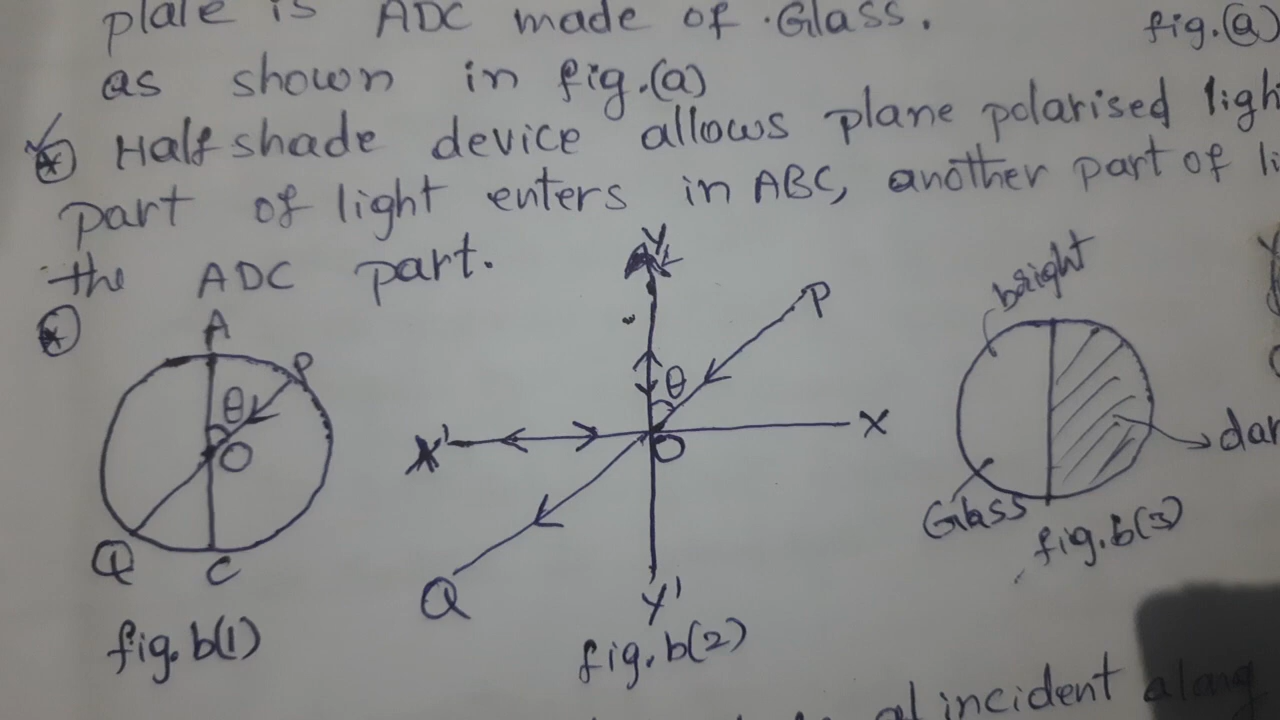 plate is ADC made of Glass.
fig.(a)
as shown in fig.(a)
Half shade device allows plane polarised ligh
part of light enters in ABC, another part of li
the ADC part.
A
P
θ
O
Q
C
fig.b(1)
Y
P
θ
X'
O
X
Q
Y'
fig.b(2)
bright
dar
Glass
fig.b(3)
al incident along